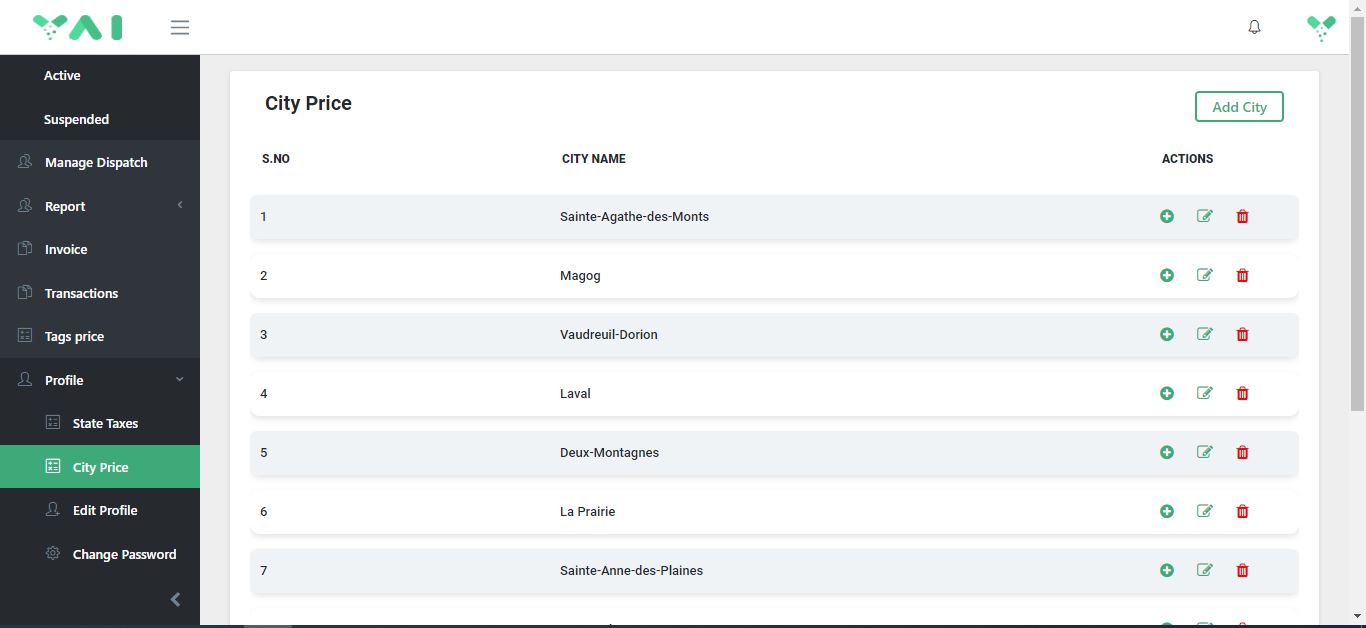 YAI
Active
Suspended
Manage Dispatch
Report
Invoice
Transactions
Tags price
Profile
State Taxes
City Price
Edit Profile
Change Password
City Price
Add City
S.NO CITY NAME ACTIONS
1 Sainte-Agathe-des-Monts
2 Magog
3 Vaudreuil-Dorion
4 Laval
5 Deux-Montagnes
6 La Prairie
7 Sainte-Anne-des-Plaines